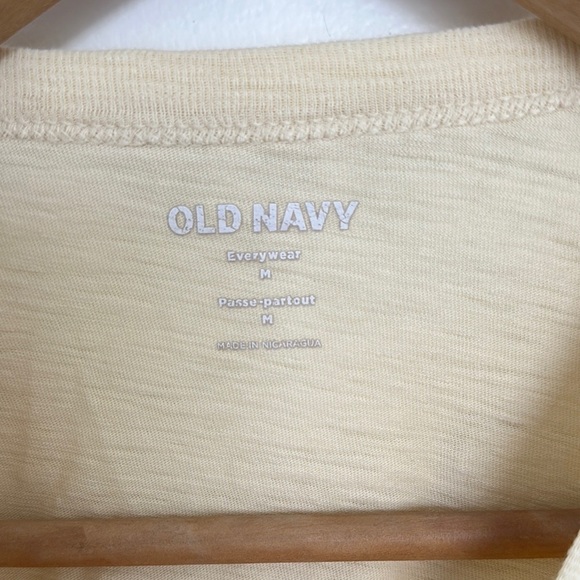 OLD NAVY
Everywear
M
Passe-partout
M
MADE IN NICARAGUA